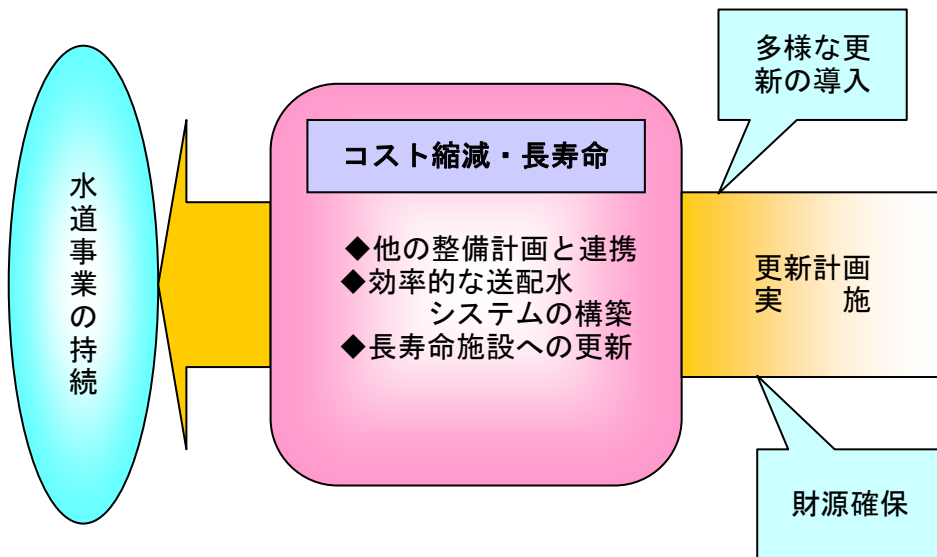 多様な更
新の導入
コスト縮減・長寿命
水道事業の持続
◆他の整備計画と連携
◆効率的な送配水
システムの構築
◆長寿命施設への更新
更新計画
実　　施
財源確保